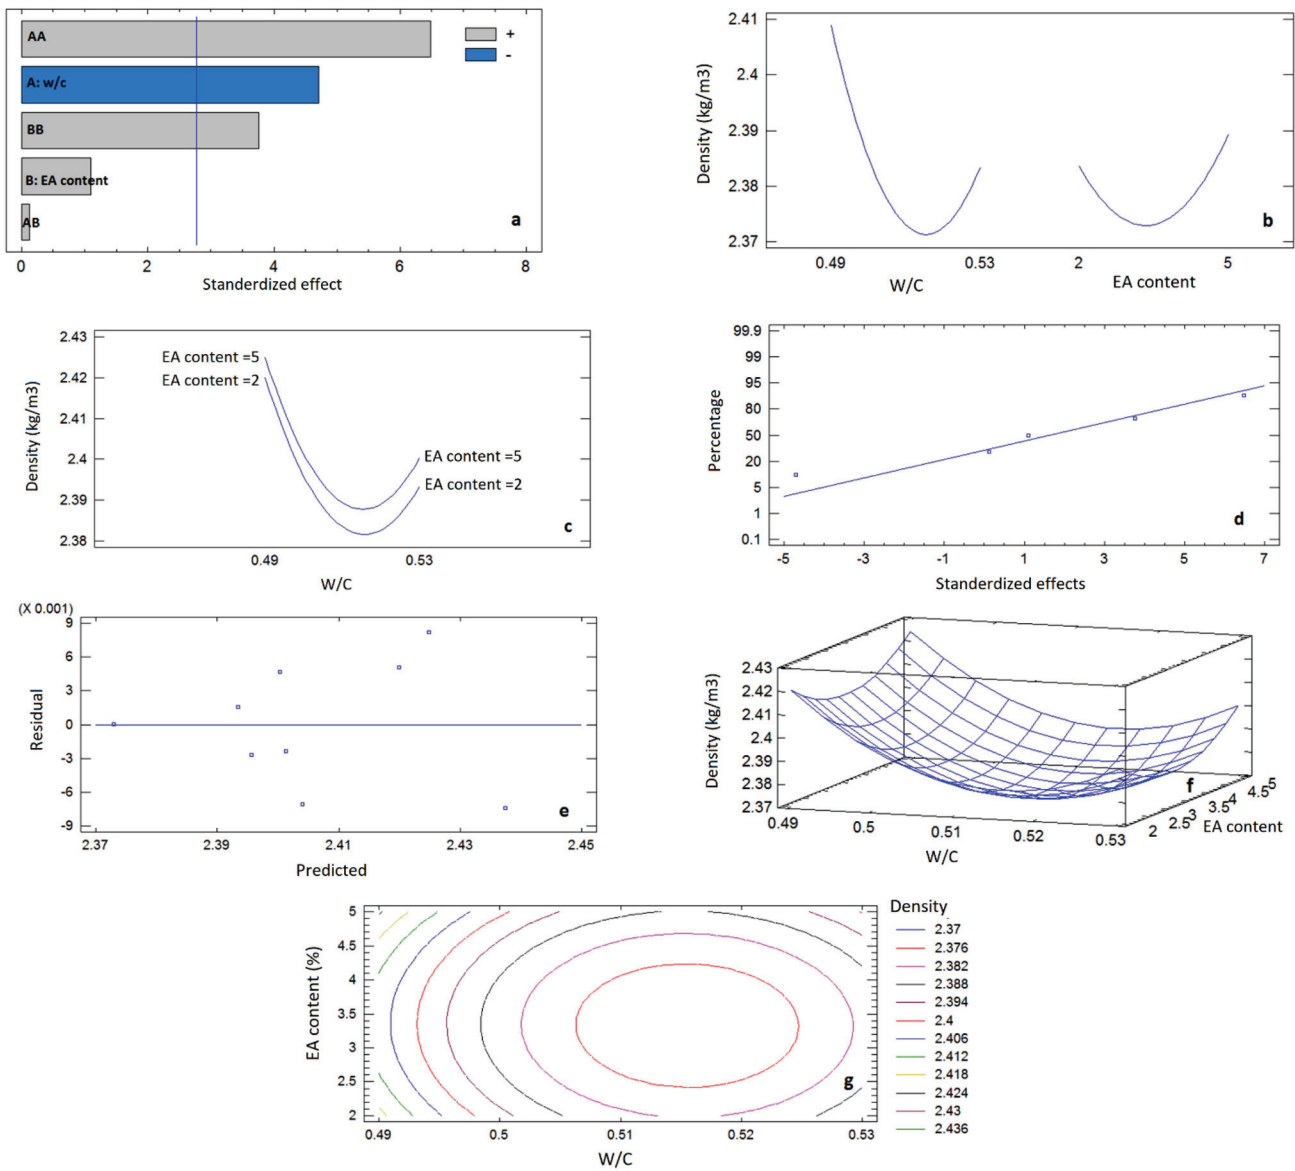 AA
A: w/c
BB
B: EA content
AB
+
-
a
0 2 4 6 8
Standerdized effect
2.41
2.4
2.39
2.38
2.37
Density (kg/m3)
b
0.49 0.53 2 5
W/C EA content
2.43
2.42
2.41
2.4
2.39
2.38
Density (kg/m3)
EA content =5
EA content =2
EA content =5
EA content =2
c
0.49 0.53
W/C
99.9
99
95
80
50
20
5
1
0.1
Percentage
d
-5 -3 -1 1 3 5 7
Standerdized effects
(X 0.001)
9
6
3
0
-3
-6
-9
Residual
e
2.37 2.39 2.41 2.43 2.45
Predicted
2.43
2.42
2.41
2.4
2.39
2.38
2.37
Density (kg/m3)
f
0.49 0.5 0.51 0.52 0.53
W/C
2 2.5 3 3.5 4 4.5 5
EA content
5
4.5
4
3.5
3
2.5
2
EA content (%)
g
0.49 0.5 0.51 0.52 0.53
W/C
Density
2.37
2.376
2.382
2.388
2.394
2.4
2.406
2.412
2.418
2.424
2.43
2.436